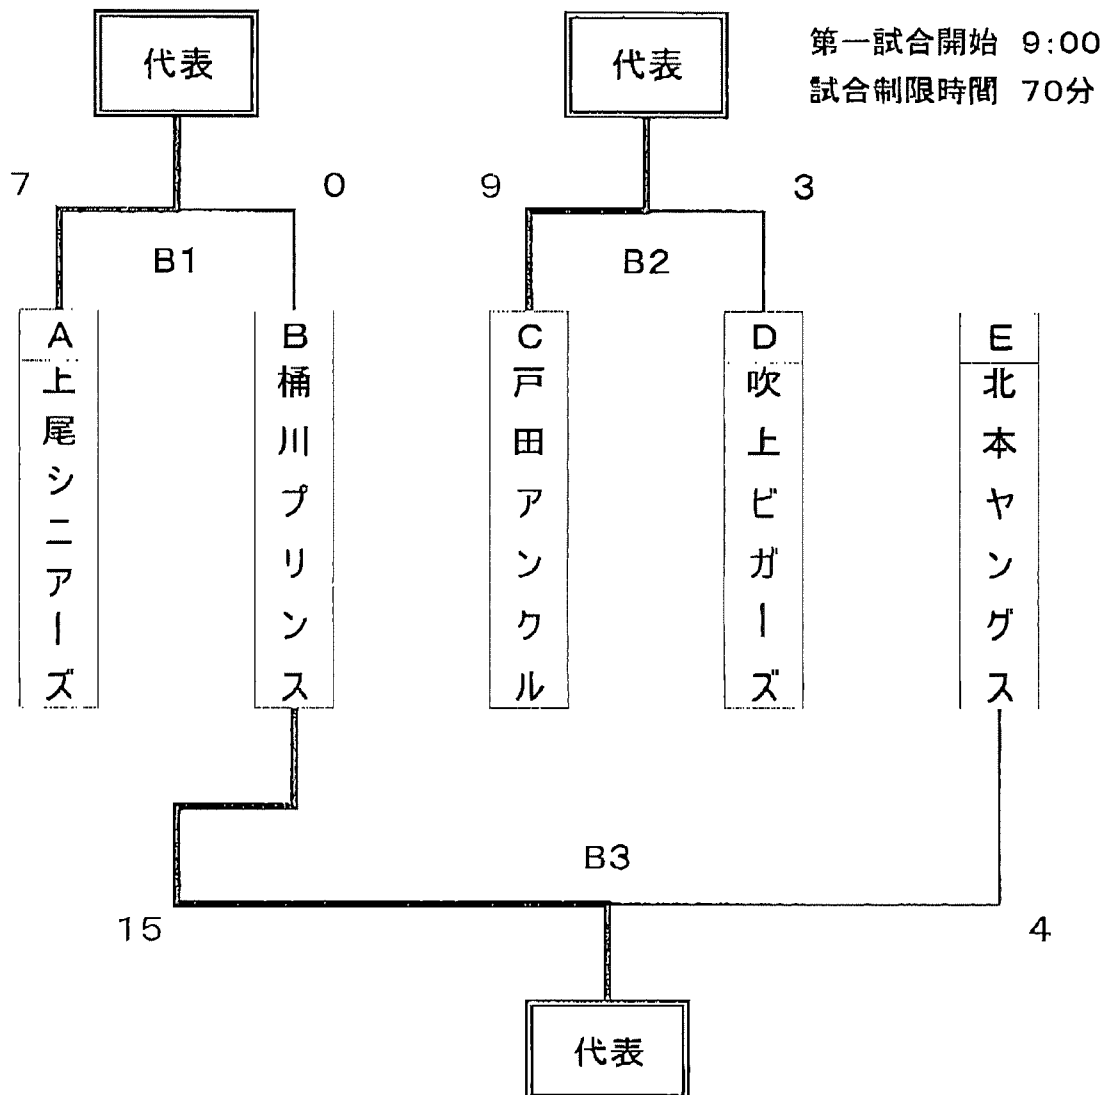 代表
代表
第一試合開始 9:00
試合制限時間 70分
7
0
9
3
B1
B2
A
上尾シニアーズ
B
桶川プリンス
C
戸田アンクル
D
吹上ビガーズ
E
北本ヤングス
B3
15
4
代表